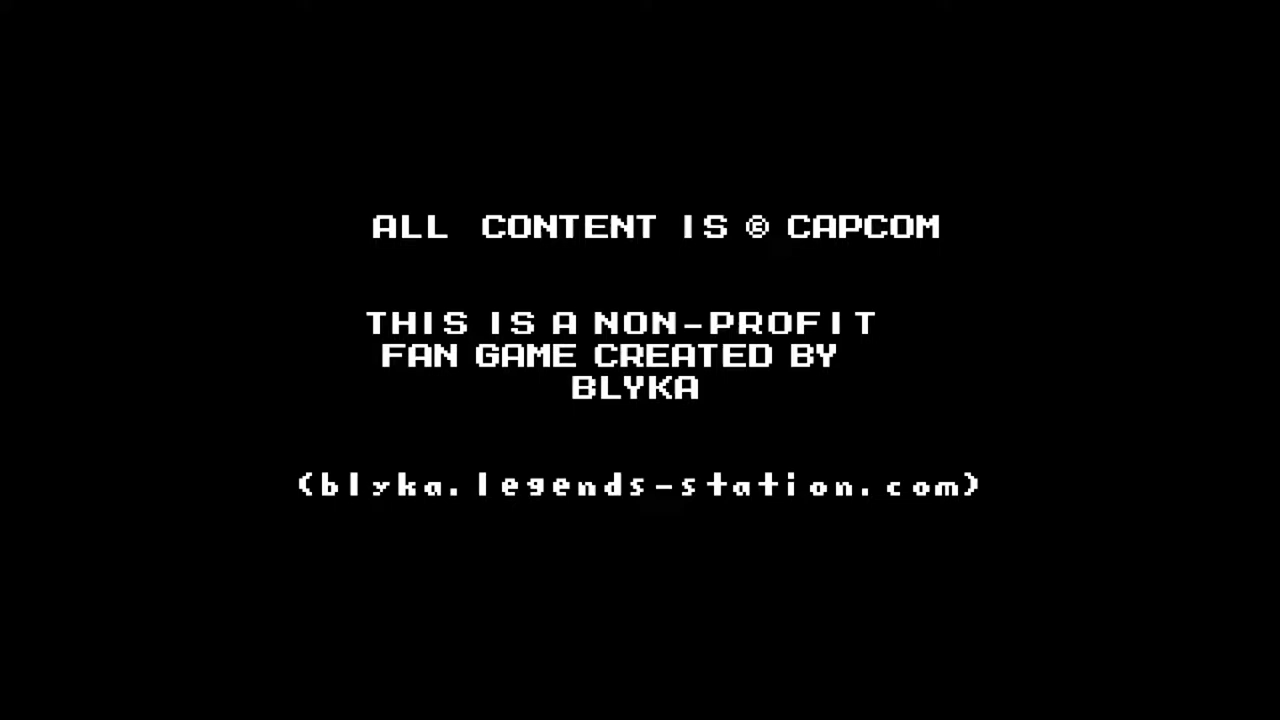 ALL CONTENT IS © CAPCOM
THIS IS A NON-PROFIT
FAN GAME CREATED BY
BLYKA
(blyka.legends-station.com)